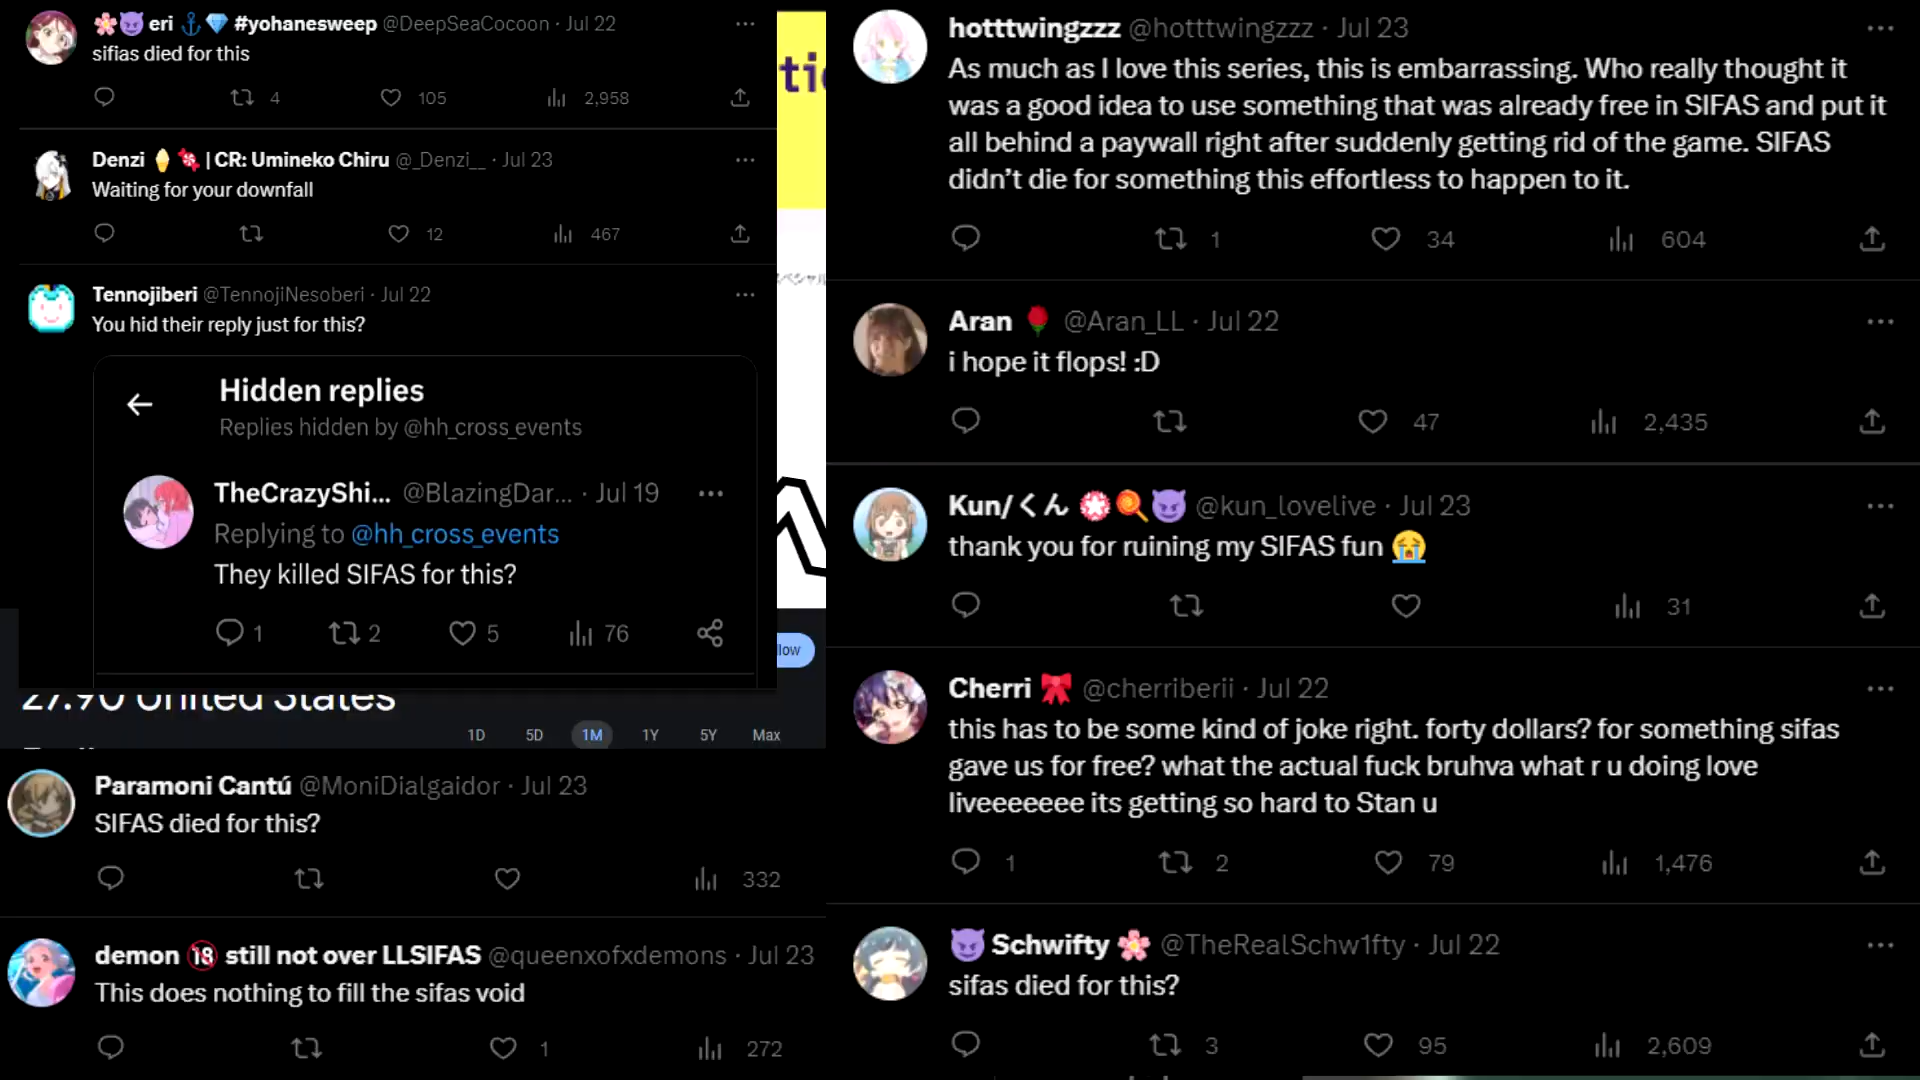 eri #yohanesweep @DeepSeaCocoon · Jul 22
sifias died for this
4 105 2,958
Denzi | CR: Umineko Chiru @_Denzi__ · Jul 23
Waiting for your downfall
12 467
Tennojiberi @TennojiNesoberi · Jul 22
You hid their reply just for this?
Hidden replies
Replies hidden by @hh_cross_events
TheCrazyShi... @BlazingDar... · Jul 19
Replying to @hh_cross_events
They killed SIFAS for this?
1 2 5 76
27.90 United States
1D 5D 1M 1Y 5Y Max
Paramoni Cantú @MoniDialgaidor · Jul 23
SIFAS died for this?
332
demon 🔞 still not over LLSIFAS @queenxofxdemons · Jul 23
This does nothing to fill the sifas void
1 272
hotttwingzzz @hotttwingzzz · Jul 23
As much as I love this series, this is embarrassing. Who really thought it
was a good idea to use something that was already free in SIFAS and put it
all behind a paywall right after suddenly getting rid of the game. SIFAS
didn't die for something this effortless to happen to it.
1 34 604
Aran @Aran_LL · Jul 22
i hope it flops! :D
47 2,435
Kun/くん @kun_lovelive · Jul 23
thank you for ruining my SIFAS fun
31
Cherri @cherriberii · Jul 22
this has to be some kind of joke right. forty dollars? for something sifas
gave us for free? what the actual fuck bruhva what r u doing love
liveeeeeee its getting so hard to Stan u
1 2 79 1,476
Schwifty @TheRealSchw1fty · Jul 22
sifas died for this?
3 95 2,609